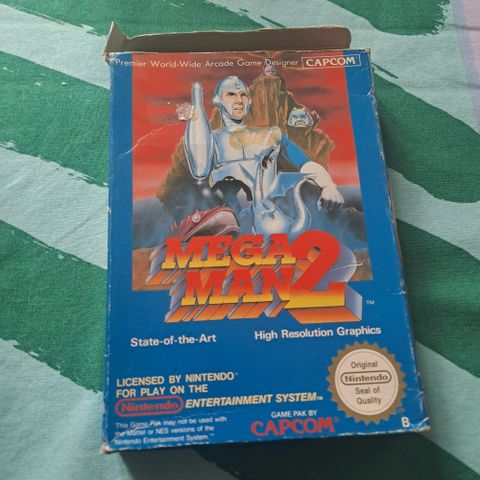 Premier World-Wide Arcade Game Designer CAPCOM
MEGA
MAN 2 TM
State-of-the-Art High Resolution Graphics
LICENSED BY NINTENDO®
FOR PLAY ON THE
Nintendo ENTERTAINMENT SYSTEM™
This Game Pak may not be used with
the Mattel or NES versions of the
Nintendo Entertainment System.
GAME PAK BY
CAPCOM®
Original
Nintendo
Seal of
Quality
B